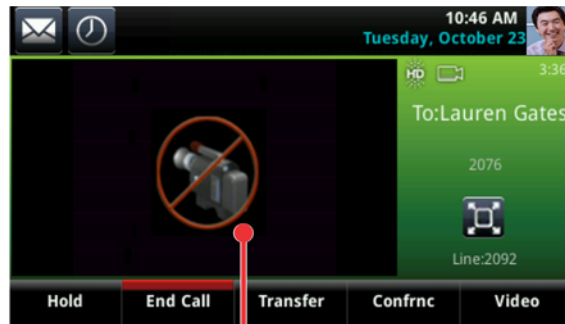 10:46 AM
Tuesday, October 23
HD
3:36
To:Lauren Gates
2076
Line:2092
Hold End Call Transfer Confrnc Video